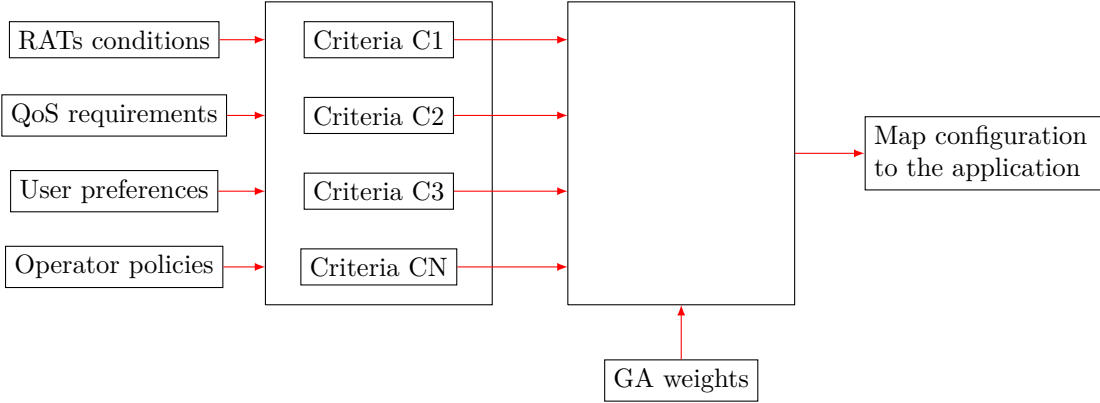 RATs conditions
Criteria C1
QoS requirements
Criteria C2
Map configuration
to the application
User preferences
Criteria C3
Operator policies
Criteria CN
GA weights